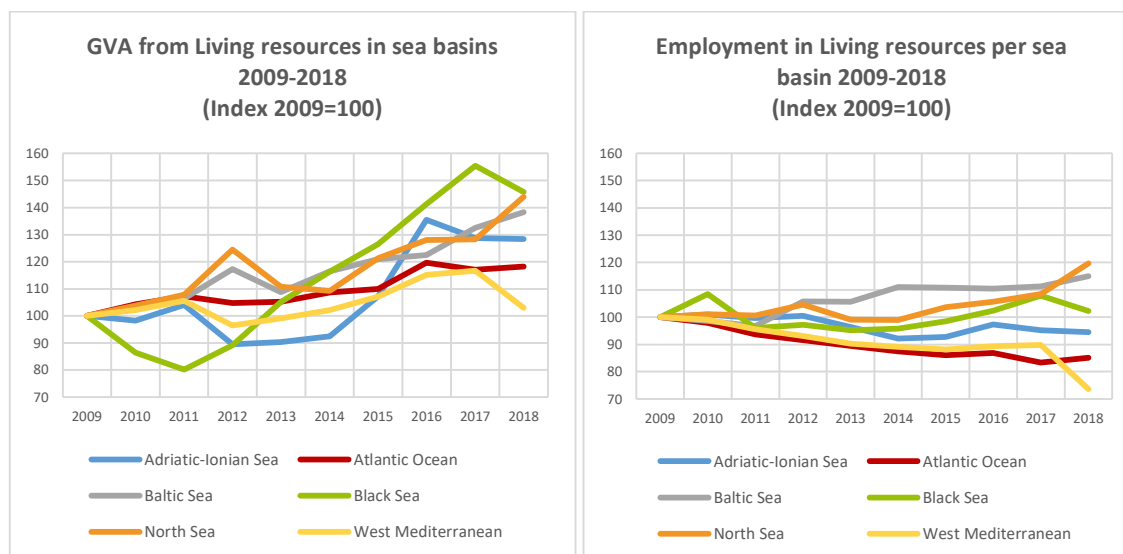 GVA from Living resources in sea basins
2009-2018
(Index 2009=100)
160
150
140
130
120
110
100
90
80
70
2009 2010 2011 2012 2013 2014 2015 2016 2017 2018
Adriatic-Ionian Sea Atlantic Ocean
Baltic Sea Black Sea
North Sea West Mediterranean
Employment in Living resources per sea
basin 2009-2018
(Index 2009=100)
160
150
140
130
120
110
100
90
80
70
2009 2010 2011 2012 2013 2014 2015 2016 2017 2018
Adriatic-Ionian Sea Atlantic Ocean
Baltic Sea Black Sea
North Sea West Mediterranean